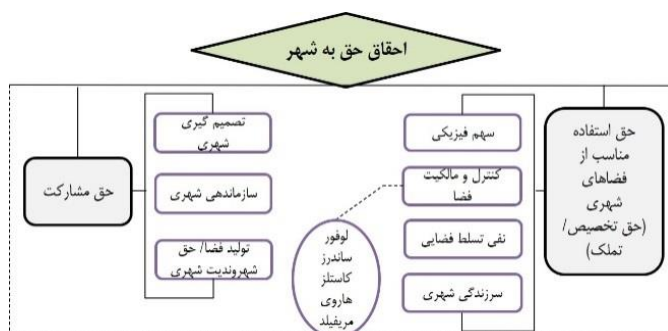 احقاق حق به شهر
حق استفاده
مناسب از
فضاهای
شهری
(حق تخصیص/
تملک)
سهم فیزیکی
کنترل و مالکیت
فضا
نفی تسلط فضایی
سرزندگی شهری
لوفور
ساندرز
کاستلز
هاروی
مریفیلد
تصمیم گیری
شهری
سازماندهی شهری
تولید فضا/ حق
شهروندیت شهری
حق مشارکت